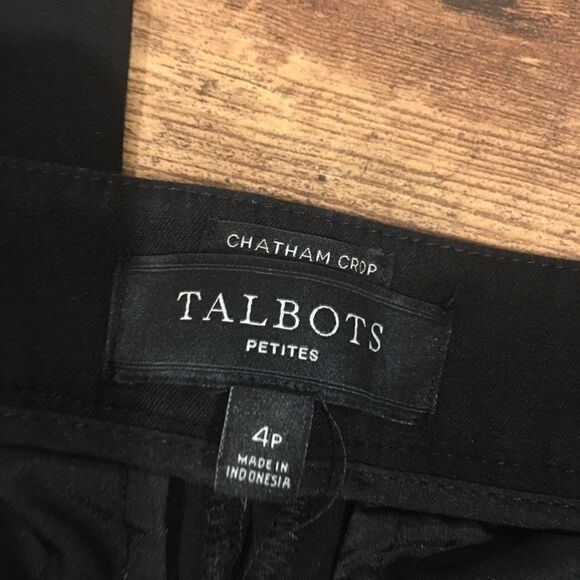 CHATHAM CROP
TALBOTS
PETITES
4P
MADE IN
INDONESIA